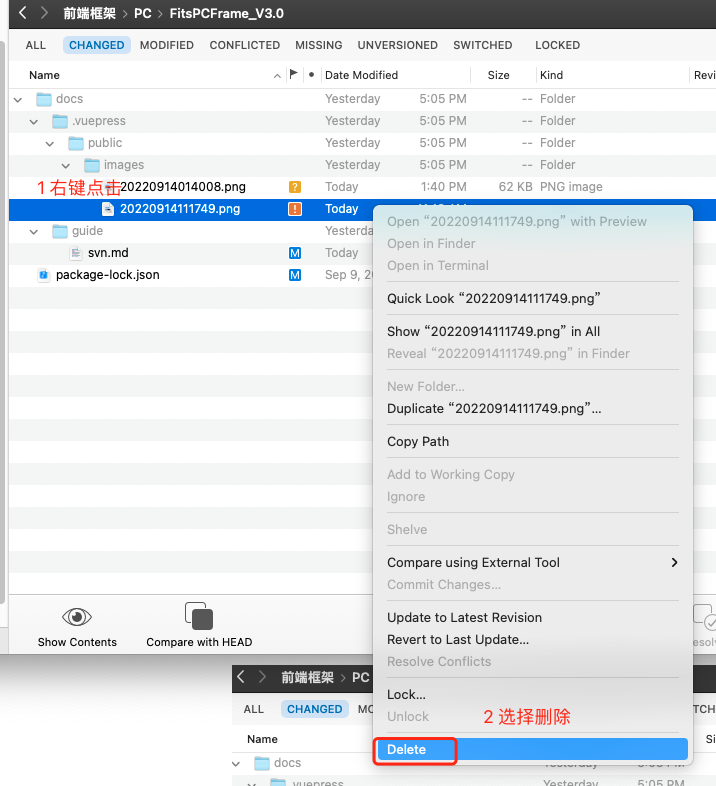 前端框架 › PC › FitsPCFrame_V3.0
ALL CHANGED MODIFIED CONFLICTED MISSING UNVERSIONED SWITCHED LOCKED
Name Date Modified Size Kind Revi
docs Yesterday 5:05 PM -- Folder
.vuepress Yesterday 5:05 PM -- Folder
public Yesterday 5:05 PM -- Folder
images Yesterday 5:05 PM -- Folder
1 右键点击
20220914014008.png ? Today 1:40 PM 62 KB PNG image
20220914111749.png ! Today
guide Yesterda
svn.md M Today
package-lock.json M Sep 9, 2
Open “20220914111749.png” with Preview
Open in Finder
Open in Terminal
Quick Look “20220914111749.png”
Show “20220914111749.png” in All
Reveal “20220914111749.png” in Finder
New Folder...
Duplicate “20220914111749.png”...
Copy Path
Add to Working Copy
Ignore
Shelve
Compare using External Tool
Commit Changes...
Update to Latest Revision
Revert to Last Update...
Resolve Conflicts
Lock...
Unlock
2 选择删除
Delete
Show Contents Compare with HEAD esolv
前端框架 › PC
ALL CHANGED MO TCH
Name Si
docs Yesterday 5:05 PM
vuepress Yesterday 5:05 PM